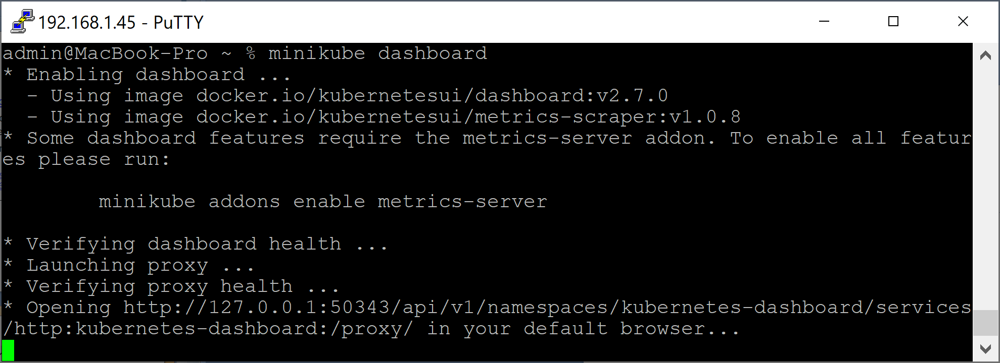 192.168.1.45 - PuTTY
admin@MacBook-Pro ~ % minikube dashboard
* Enabling dashboard ...
  - Using image docker.io/kubernetesui/dashboard:v2.7.0
  - Using image docker.io/kubernetesui/metrics-scraper:v1.0.8
* Some dashboard features require the metrics-server addon. To enable all featur
es please run:

        minikube addons enable metrics-server

* Verifying dashboard health ...
* Launching proxy ...
* Verifying proxy health ...
* Opening http://127.0.0.1:50343/api/v1/namespaces/kubernetes-dashboard/services
/http:kubernetes-dashboard:/proxy/ in your default browser...